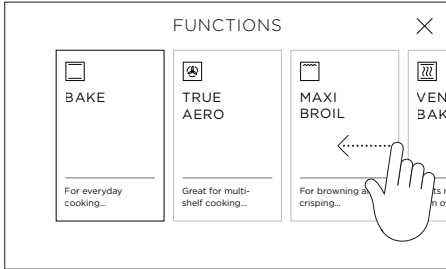 FUNCTIONS
BAKE
For everyday
cooking...
TRUE
AERO
Great for multi-
shelf cooking...
MAXI
BROIL
For browning
crisping...